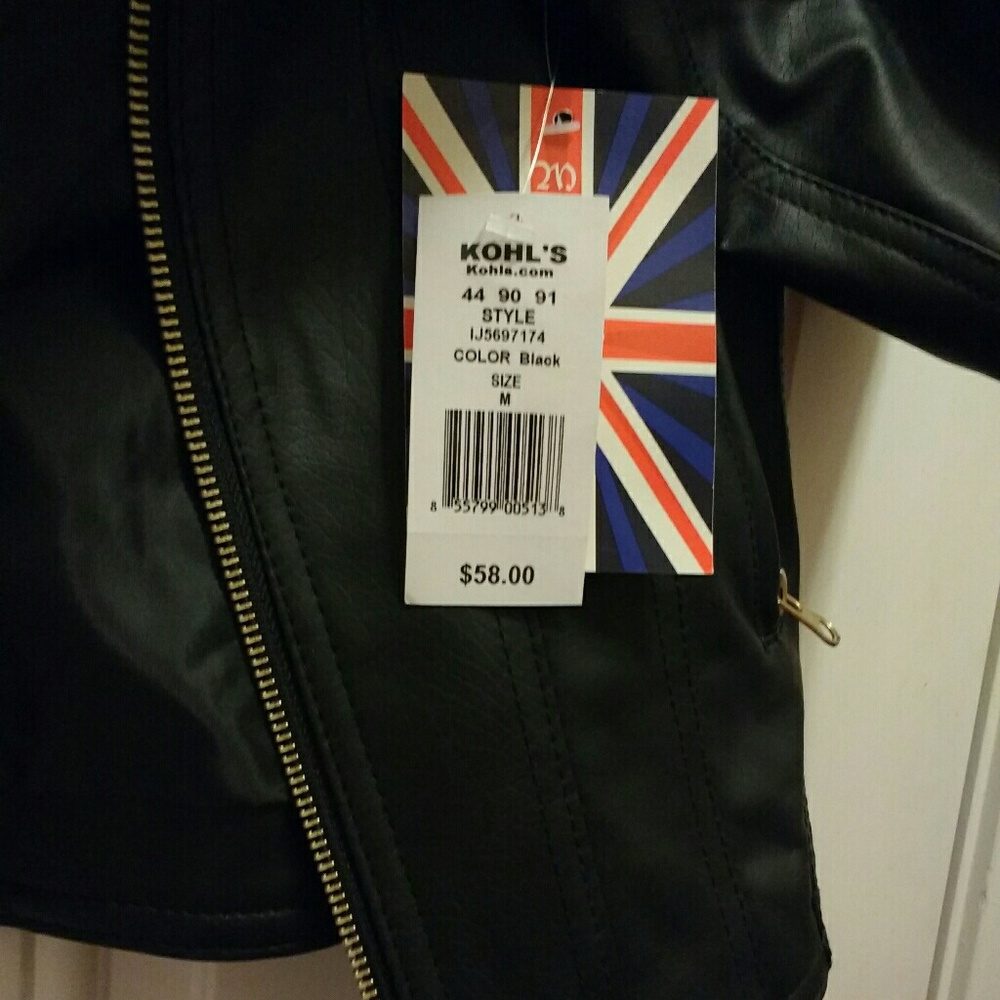 KOHL'S
Kohls.com
44 90 91
STYLE
IJ5697174
COLOR Black
SIZE
M
8 55799 00513 8
$58.00